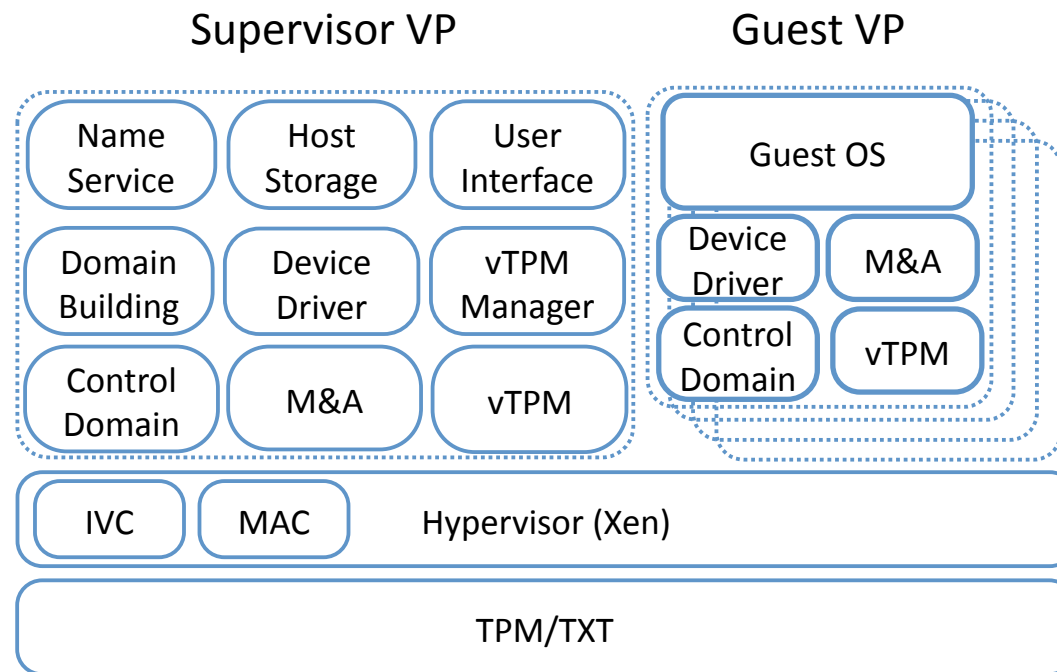 Supervisor VP
Guest VP
Name
Service
Host
Storage
User
Interface
Guest OS
Domain
Building
Device
Driver
vTPM
Manager
Device
Driver
M&A
Control
Domain
M&A
vTPM
Control
Domain
vTPM
IVC
MAC
Hypervisor (Xen)
TPM/TXT